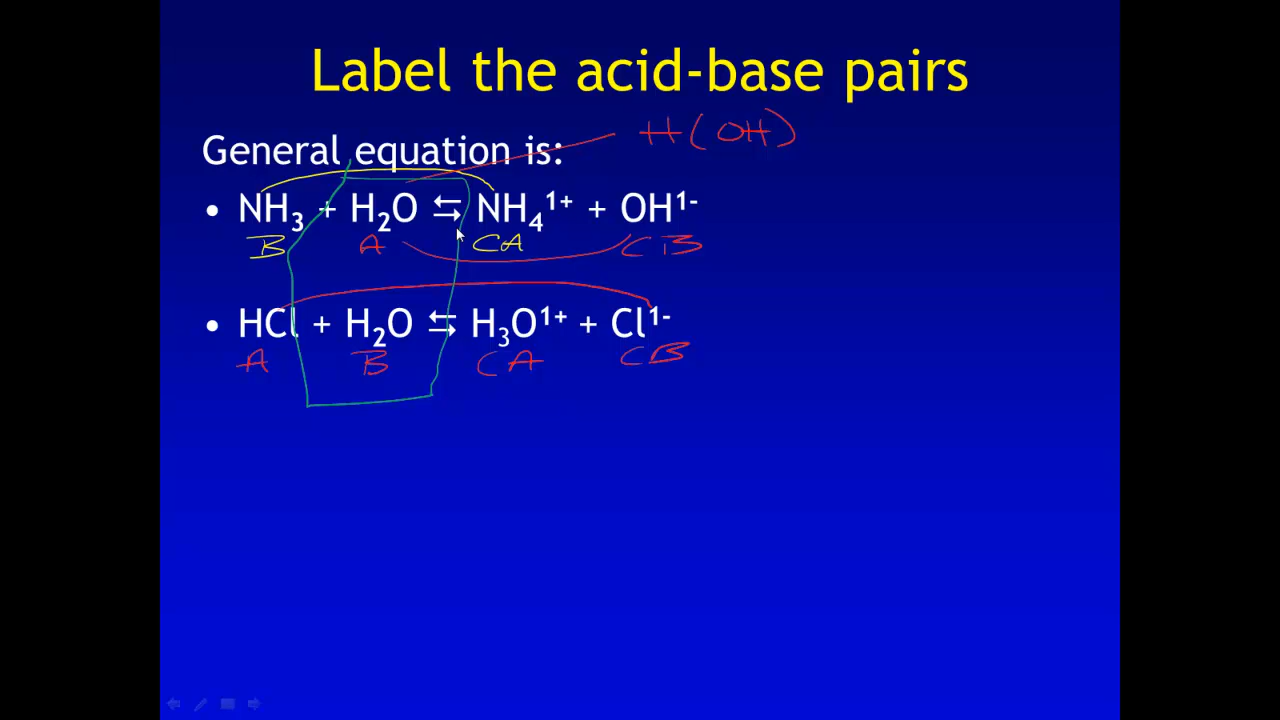 Label the acid-base pairs
H(OH)
General equation is:
• NH₃ + H₂O ⇆ NH₄¹⁺ + OH¹⁻
B A CA CB
• HCl + H₂O ⇆ H₃O¹⁺ + Cl¹⁻
A B CA CB